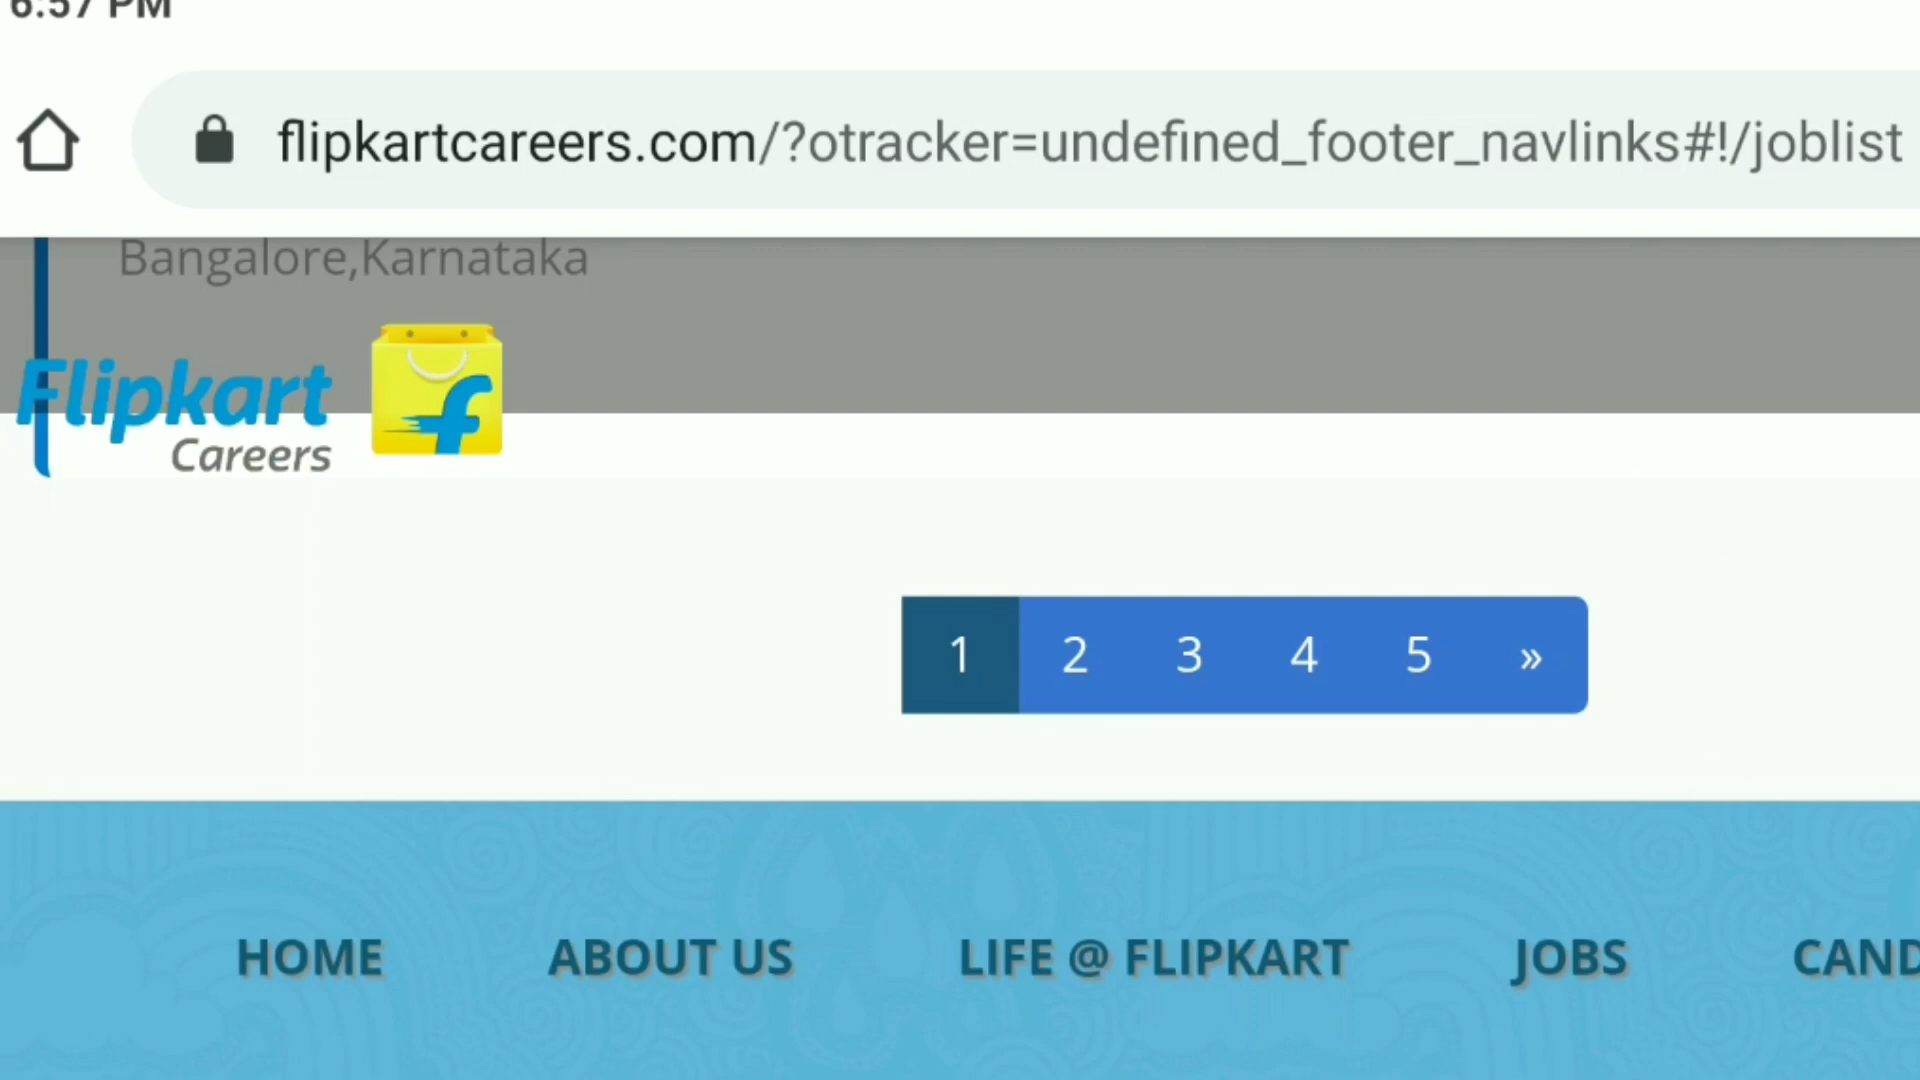 6:57 PM
flipkartcareers.com/?otracker=undefined_footer_navlinks#!/joblist
Bangalore,Karnataka
Flipkart
Careers
f
1 2 3 4 5 »
HOME ABOUT US LIFE @ FLIPKART JOBS CAND